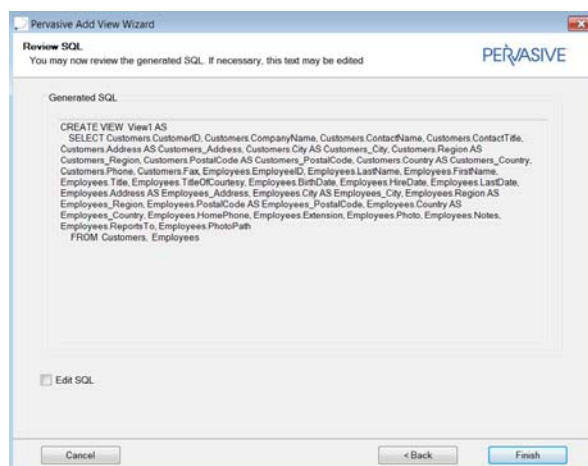 Pervasive Add View Wizard
Review SQL
You may now review the generated SQL. If necessary, this text may be edited
PERVASIVE
Generated SQL
CREATE VIEW View1 AS
SELECT Customers.CustomerID, Customers.CompanyName, Customers.ContactName, Customers.ContactTitle,
Customers.Address AS Customers_Address, Customers.City AS Customers_City, Customers.Region AS
Customers_Region, Customers.PostalCode AS Customers_PostalCode, Customers.Country AS Customers_Country,
Customers.Phone, Customers.Fax, Employees.EmployeeID, Employees.LastName, Employees.FirstName,
Employees.Title, Employees.TitleOfCourtesy, Employees.BirthDate, Employees.HireDate, Employees.LastDate,
Employees.Address AS Employees_Address, Employees.City AS Employees_City, Employees.Region AS
Employees_Region, Employees.PostalCode AS Employees_PostalCode, Employees.Country AS
Employees_Country, Employees.HomePhone, Employees.Extension, Employees.Photo, Employees.Notes,
Employees.ReportsTo, Employees.PhotoPath
FROM Customers, Employees
Edit SQL
Cancel
< Back
Finish